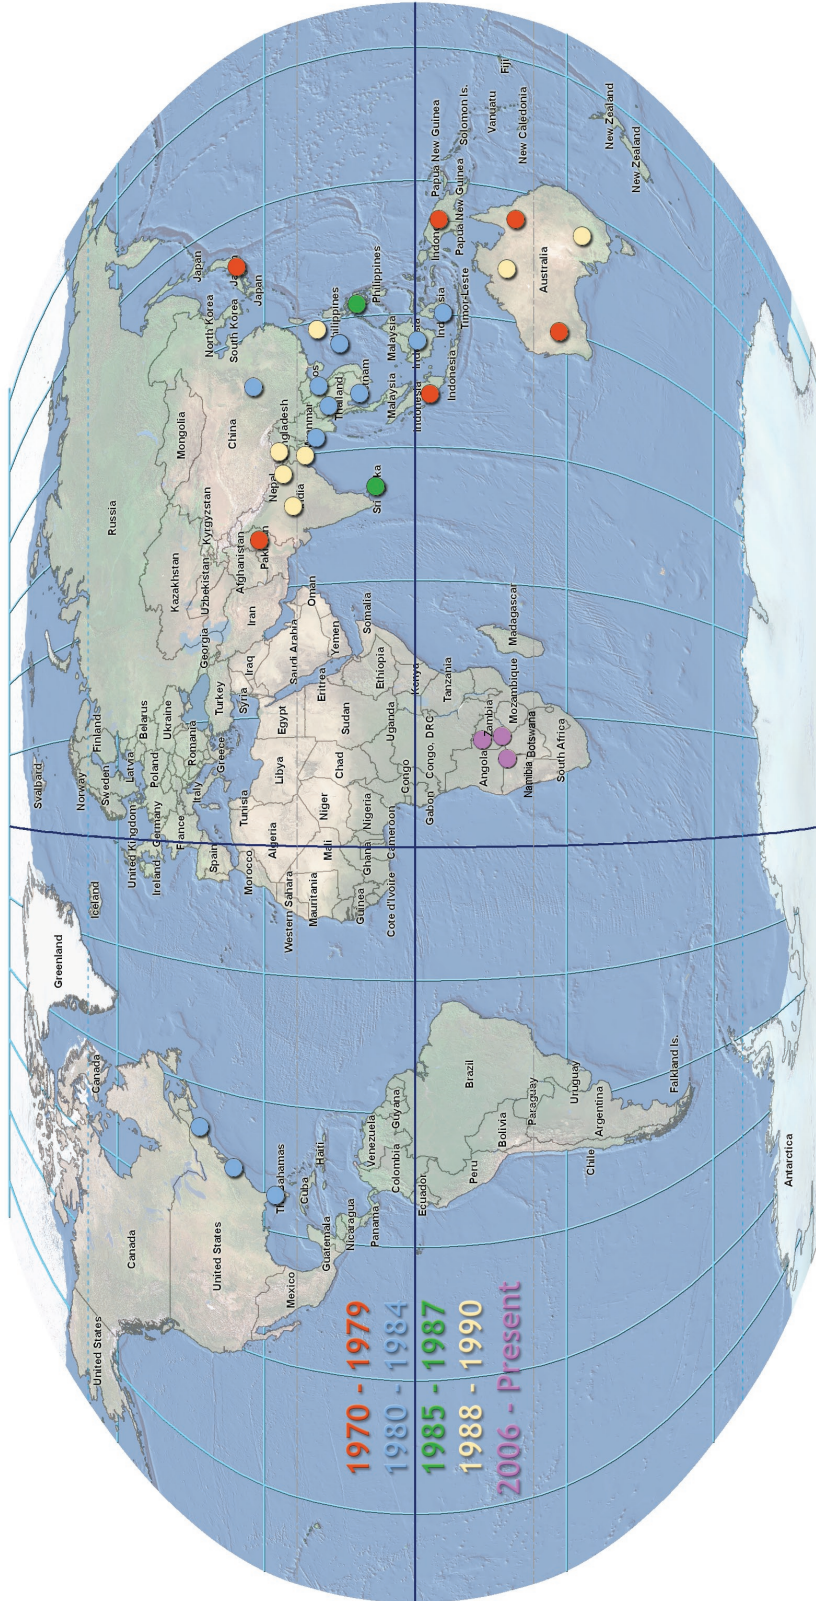 Svalbard
Greenland
Iceland
Norway
Sweden
Finland
Russia
United States
Canada
Canada
United Kingdom
Ireland
Latvia
Belarus
Poland
Germany
Ukraine
France
Romania
Italy
Spain
Greece
Turkey
Georgia
Kazakhstan
Uzbekistan
Kyrgyzstan
Mongolia
North Korea
South Korea
Japan
Japan
United States
Morocco
Tunisia
Algeria
Libya
Egypt
Syria
Iraq
Iran
Afghanistan
China
Nepal
Western Sahara
Mauritania
Mali
Niger
Chad
Sudan
Eritrea
Saudi Arabia
Yemen
Oman
Mexico
Cuba
Haiti
Guatemala
Nicaragua
Panama
Venezuela
Guyana
Colombia
Ecuador
Guinea
Cote d'Ivoire
Ghana
Nigeria
Cameroon
Uganda
Ethiopia
Somalia
Thailand
Philippines
Malaysia
Malaysia
Congo
Gabon
Congo, DRC
Kenya
Tanzania
Indonesia
Indonesia
Timor-Leste
Papua New Guinea
Papua New Guinea
Solomon Is.
Vanuatu
Fiji
New Caledonia
Peru
Brazil
Bolivia
Paraguay
Chile
Argentina
Uruguay
Falkland Is.
Angola
Zambia
Mozambique
Madagascar
Namibia
Botswana
South Africa
Australia
New Zealand
New Zealand
Antarctica
1970 - 1979
1980 - 1984
1985 - 1987
1988 - 1990
2006 - Present